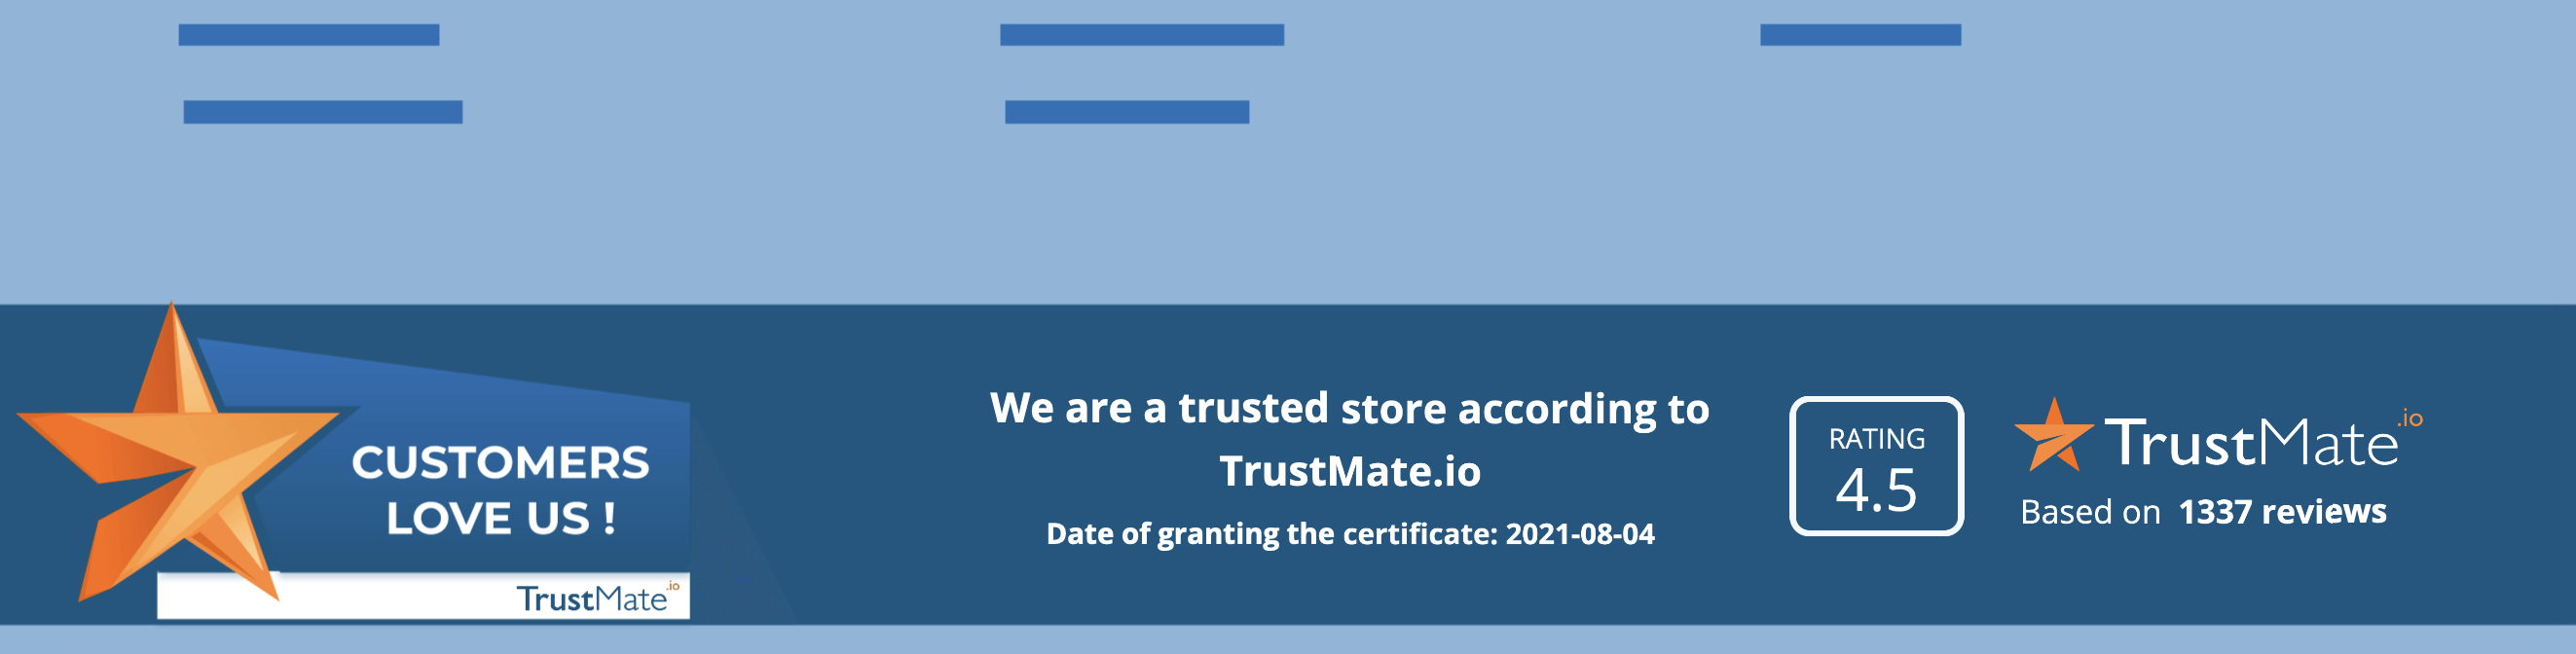 CUSTOMERS
LOVE US !
TrustMate.io
We are a trusted store according to
TrustMate.io
Date of granting the certificate: 2021-08-04
RATING
4.5
TrustMate.io
Based on 1337 reviews